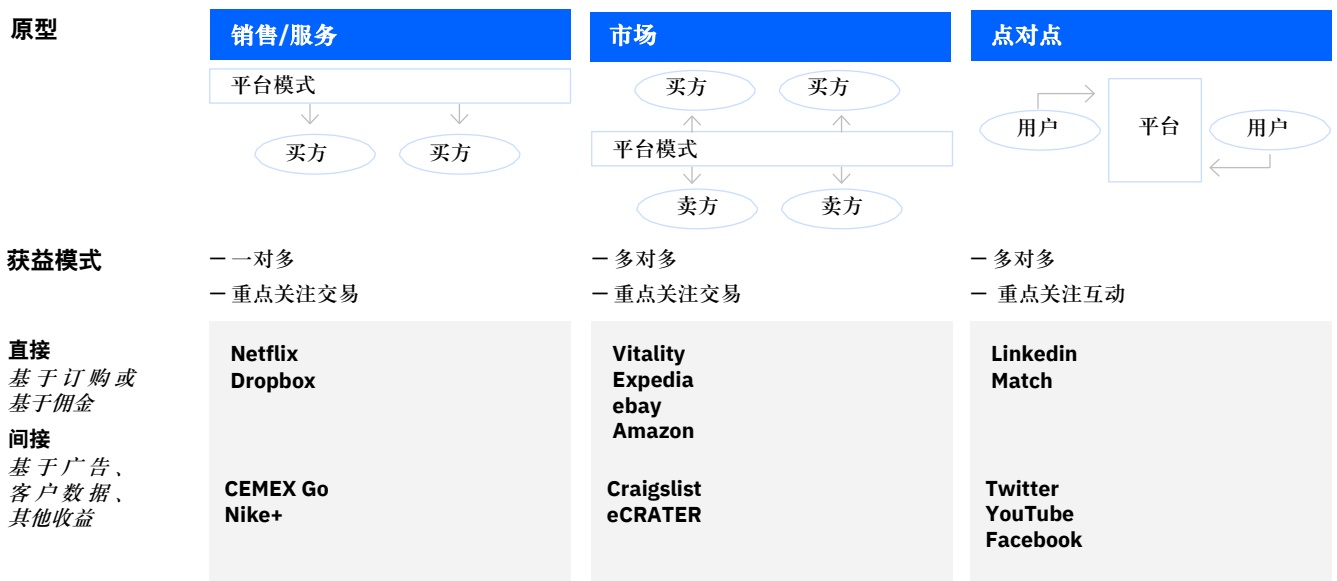 原型
销售/服务
市场
点对点
平台模式
买方
买方
买方
买方
平台模式
卖方
卖方
用户
平台
用户
获益模式
– 一对多
– 重点关注交易
– 多对多
– 重点关注交易
– 多对多
– 重点关注互动
直接
基于订购或
基于佣金
Netflix
Dropbox
Vitality
Expedia
ebay
Amazon
Linkedin
Match
间接
基于广告、
客户数据、
其他收益
CEMEX Go
Nike+
Craigslist
eCRATER
Twitter
YouTube
Facebook